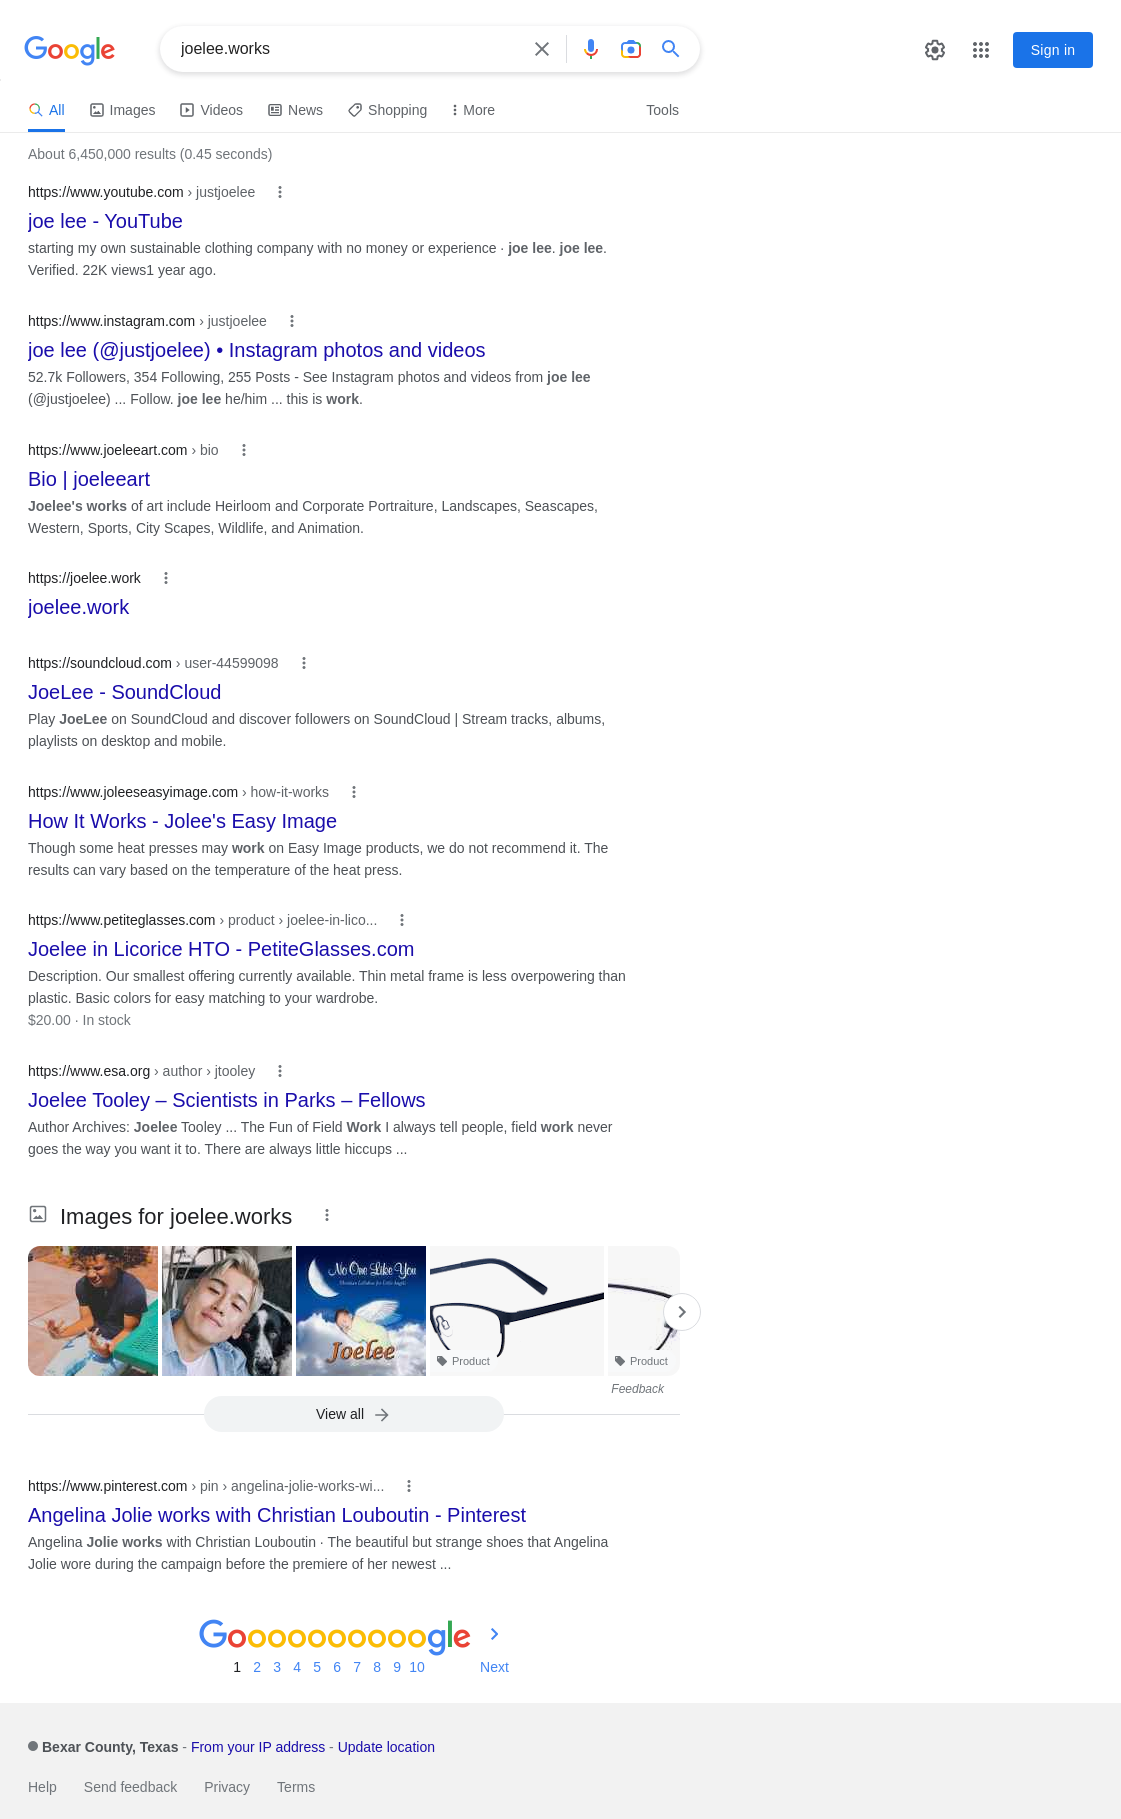 Google
joelee.works
Sign in
All
Images
Videos
News
Shopping
More
Tools
About 6,450,000 results (0.45 seconds)
https://www.youtube.com › justjoelee
joe lee - YouTube
starting my own sustainable clothing company with no money or experience · joe lee. joe lee.
Verified. 22K views1 year ago.
https://www.instagram.com › justjoelee
joe lee (@justjoelee) • Instagram photos and videos
52.7k Followers, 354 Following, 255 Posts - See Instagram photos and videos from joe lee
(@justjoelee) ... Follow. joe lee he/him ... this is work.
https://www.joeleeart.com › bio
Bio | joeleeart
Joelee's works of art include Heirloom and Corporate Portraiture, Landscapes, Seascapes,
Western, Sports, City Scapes, Wildlife, and Animation.
https://joelee.work
joelee.work
https://soundcloud.com › user-44599098
JoeLee - SoundCloud
Play JoeLee on SoundCloud and discover followers on SoundCloud | Stream tracks, albums,
playlists on desktop and mobile.
https://www.joleeseasyimage.com › how-it-works
How It Works - Jolee's Easy Image
Though some heat presses may work on Easy Image products, we do not recommend it. The
results can vary based on the temperature of the heat press.
https://www.petiteglasses.com › product › joelee-in-lico...
Joelee in Licorice HTO - PetiteGlasses.com
Description. Our smallest offering currently available. Thin metal frame is less overpowering than
plastic. Basic colors for easy matching to your wardrobe.
$20.00 · In stock
https://www.esa.org › author › jtooley
Joelee Tooley – Scientists in Parks – Fellows
Author Archives: Joelee Tooley ... The Fun of Field Work I always tell people, field work never
goes the way you want it to. There are always little hiccups ...
Images for joelee.works
No One Like You
Joelee
Product
Product
Feedback
View all
https://www.pinterest.com › pin › angelina-jolie-works-wi...
Angelina Jolie works with Christian Louboutin - Pinterest
Angelina Jolie works with Christian Louboutin · The beautiful but strange shoes that Angelina
Jolie wore during the campaign before the premiere of her newest ...
Goooooooooogle
1 2 3 4 5 6 7 8 9 10 Next
Bexar County, Texas - From your IP address - Update location
Help Send feedback Privacy Terms